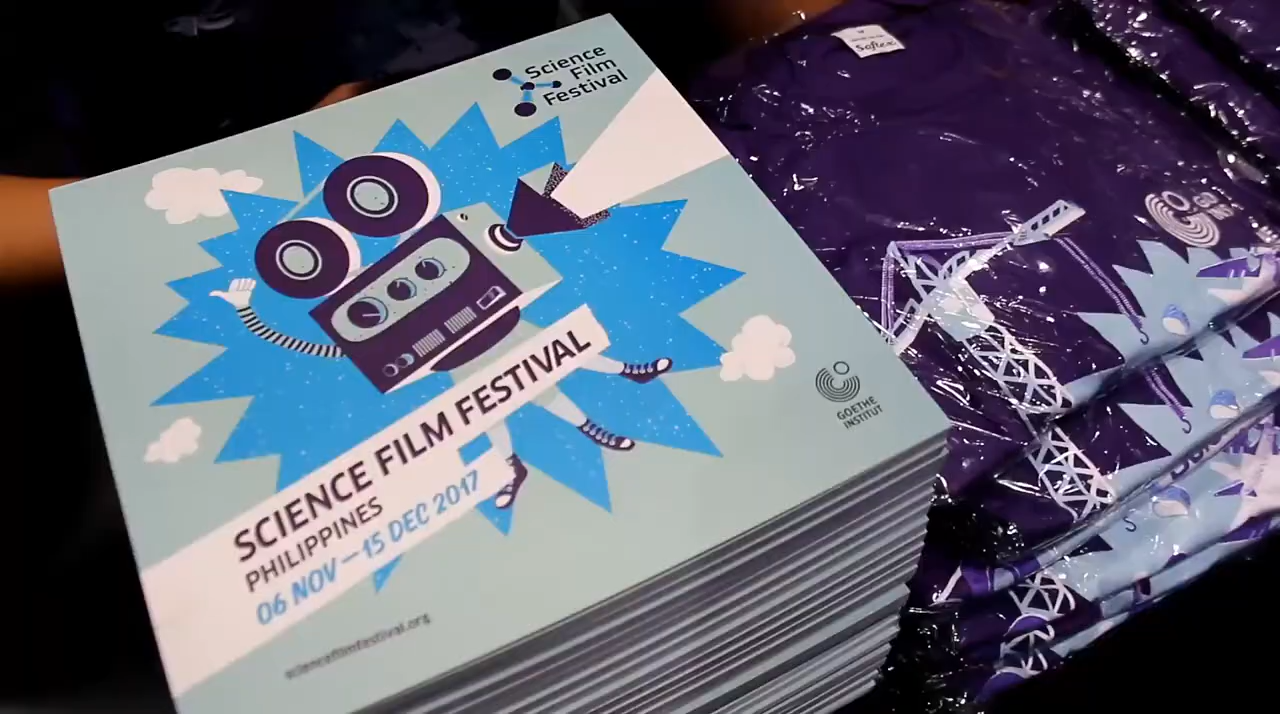 Science
Film
Festival
Softex
SCIENCE FILM FESTIVAL
PHILIPPINES
06 NOV – 15 DEC 2017
sciencefilmfestival.org
GOETHE
INSTITUT